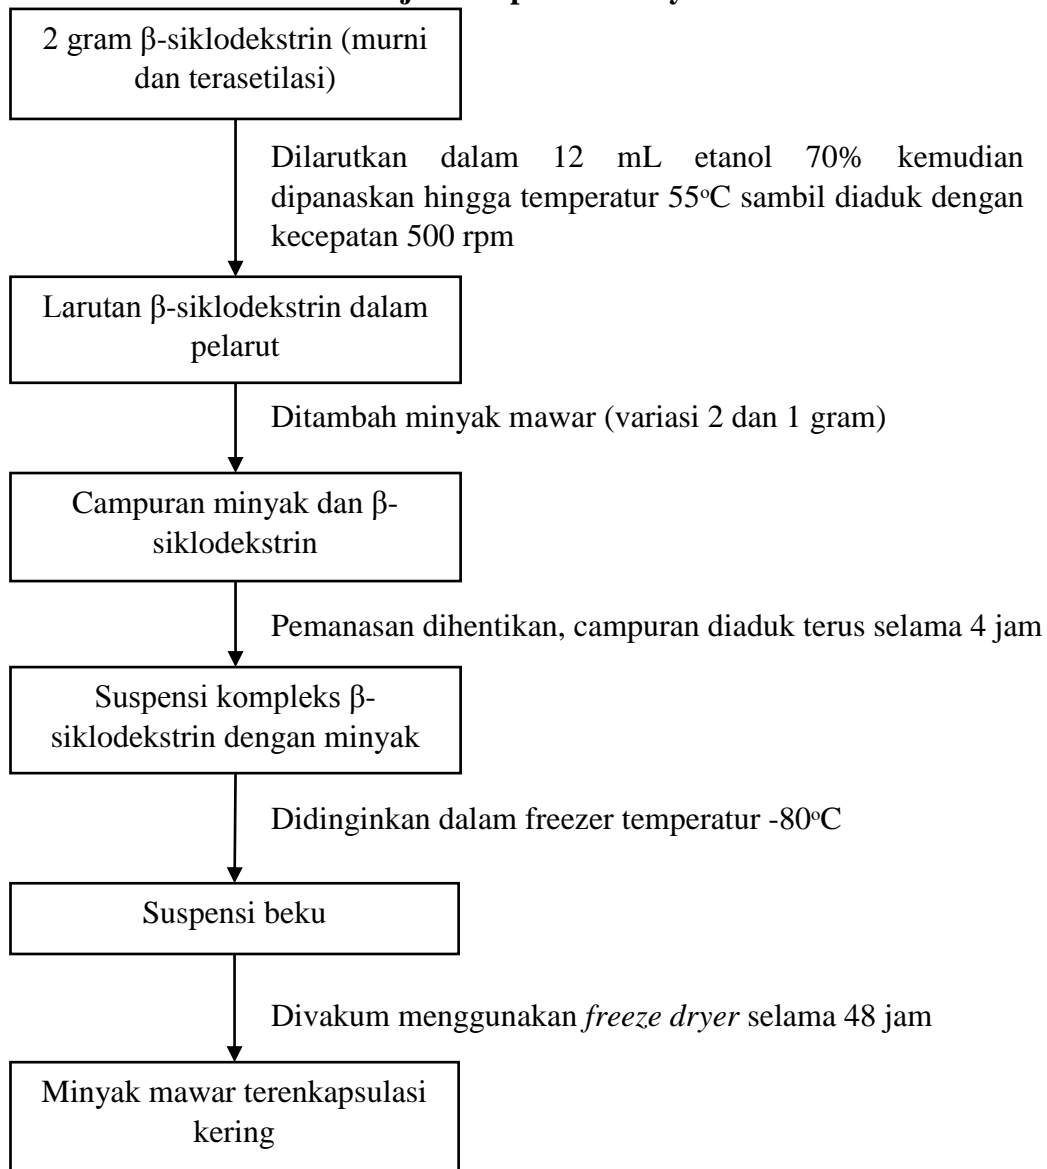 2 gram β-siklodekstrin (murni
dan terasetilasi)
Dilarutkan dalam 12 mL etanol 70% kemudian
dipanaskan hingga temperatur 55°C sambil diaduk dengan
kecepatan 500 rpm
Larutan β-siklodekstrin dalam
pelarut
Ditambah minyak mawar (variasi 2 dan 1 gram)
Campuran minyak dan β-
siklodekstrin
Pemanasan dihentikan, campuran diaduk terus selama 4 jam
Suspensi kompleks β-
siklodekstrin dengan minyak
Didinginkan dalam freezer temperatur -80°C
Suspensi beku
Divakum menggunakan freeze dryer selama 48 jam
Minyak mawar terenkapsulasi
kering